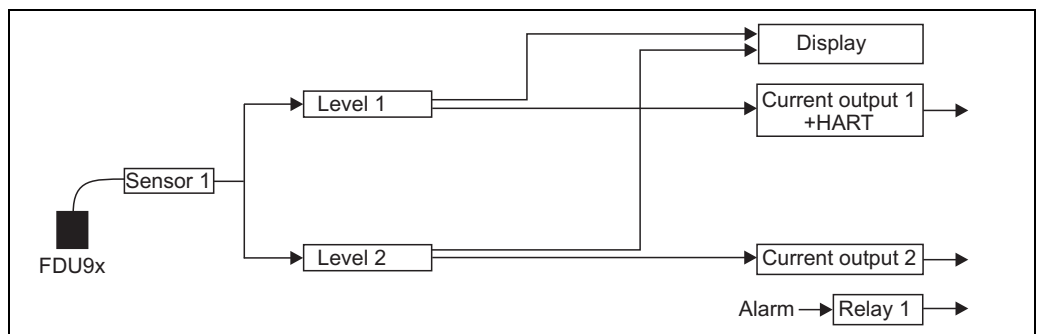 Display
Level 1
Current output 1
+HART
Sensor 1
FDU9x
Level 2
Current output 2
Alarm
Relay 1